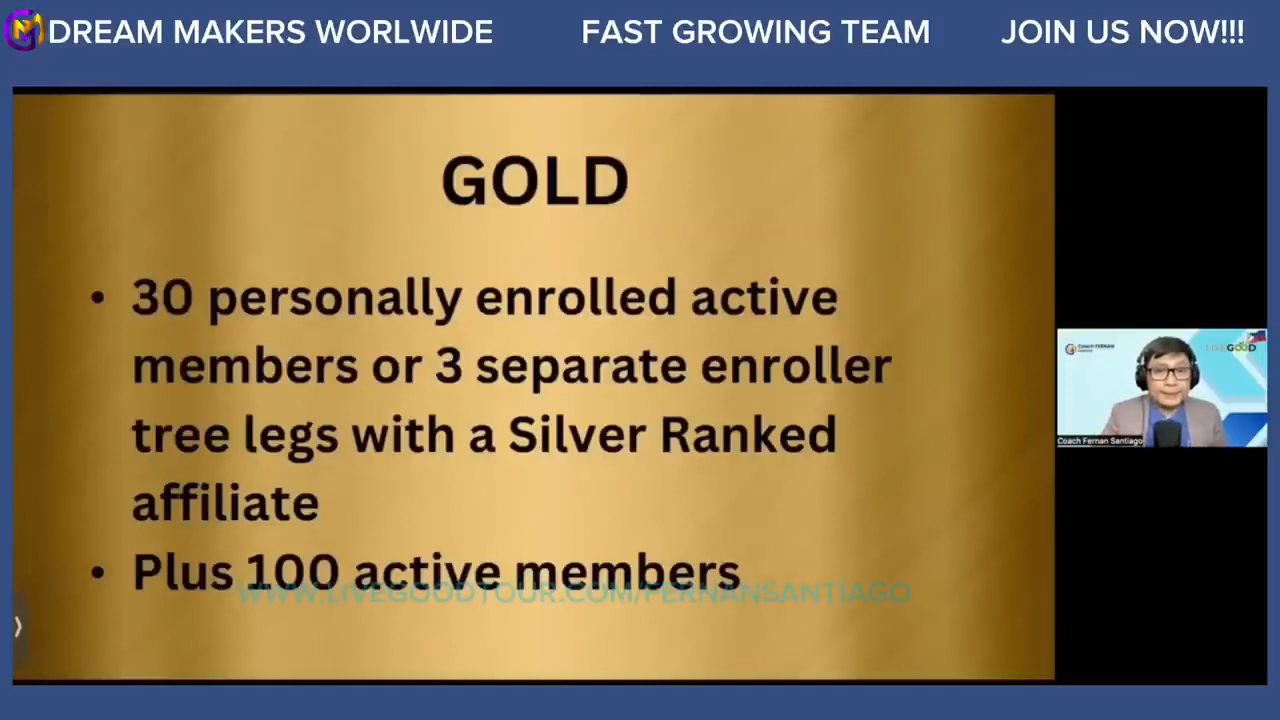 DREAM MAKERS WORLWIDE FAST GROWING TEAM JOIN US NOW!!!
GOLD
• 30 personally enrolled active
members or 3 separate enroller
tree legs with a Silver Ranked
affiliate
• Plus 100 active members
WWW.LIVEGOODTOUR.COM/FERNANSANTIAGO
Coach FERNAN
LIVEGOOD
Coach Fernan Santiago